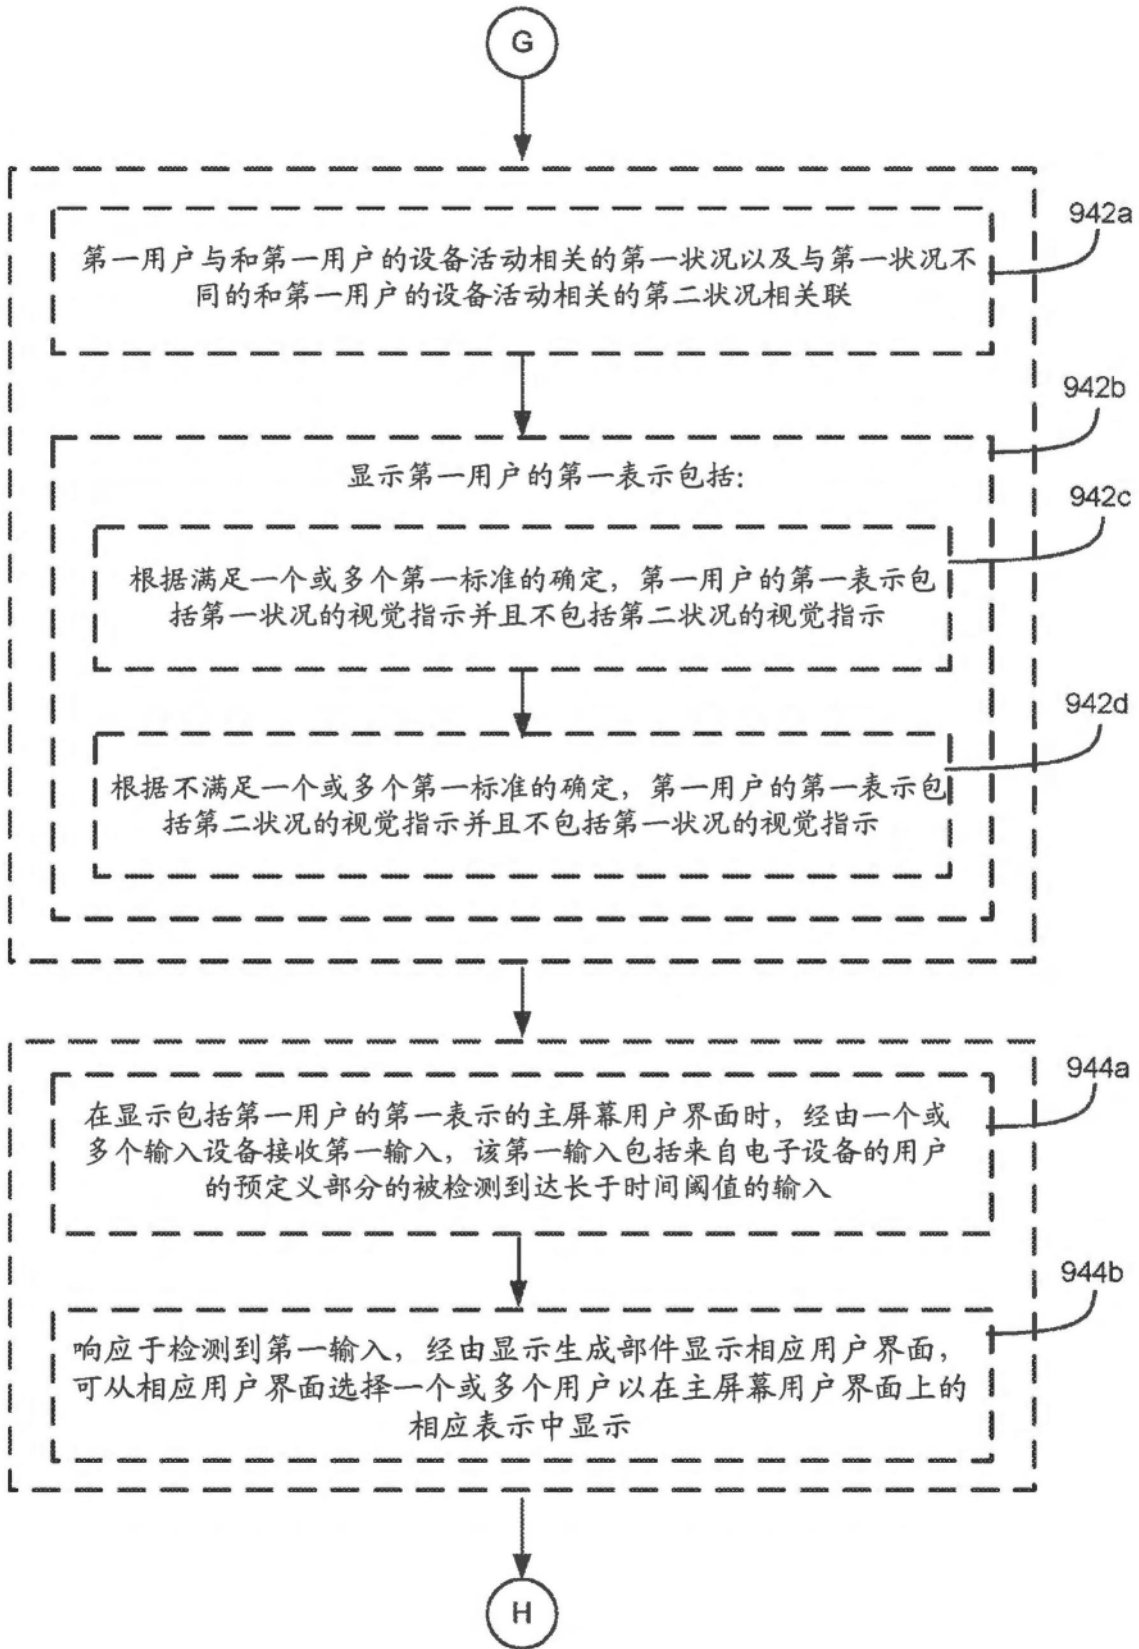 G
942a
第一用户与和第一用户的设备活动相关的第一状况以及与第一状况不
同的和第一用户的设备活动相关的第二状况相关联
942b
显示第一用户的第一表示包括：
942c
根据满足一个或多个第一标准的确定，第一用户的第一表示包
括第一状况的视觉指示并且不包括第二状况的视觉指示
942d
根据不满足一个或多个第一标准的确定，第一用户的第一表示包
括第二状况的视觉指示并且不包括第一状况的视觉指示
944a
在显示包括第一用户的第一表示的主屏幕用户界面时，经由一个或
多个输入设备接收第一输入，该第一输入包括来自电子设备的用户
的预定义部分的被检测到达长于时间阈值的输入
944b
响应于检测到第一输入，经由显示生成部件显示相应用户界面，
可从相应用户界面选择一个或多个用户以在主屏幕用户界面上的
相应表示中显示
H